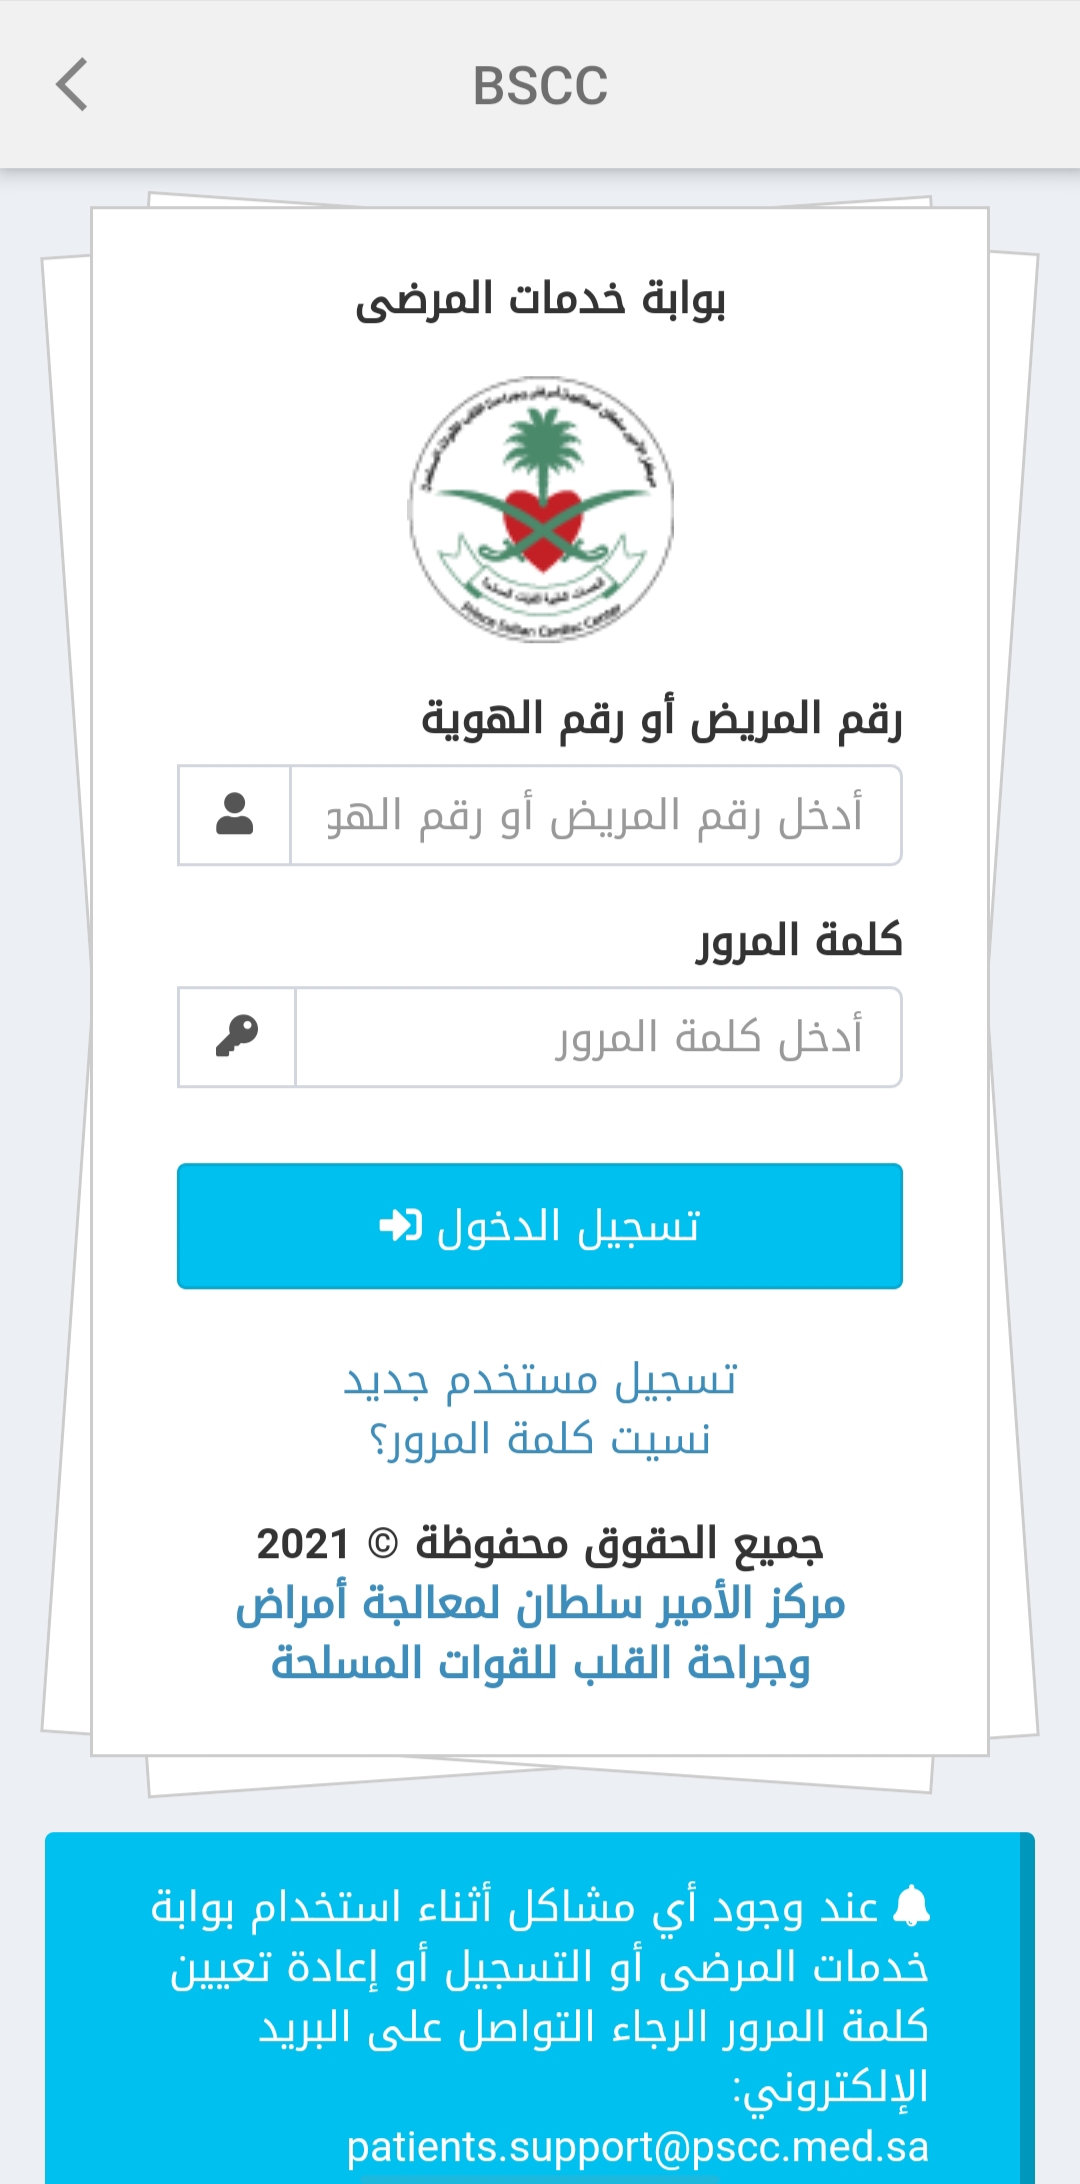 BSCC
بوابة خدمات المرضى
Prince Sultan Cardiac Center
رقم المريض أو رقم الهوية
أدخل رقم المريض أو رقم الهو
كلمة المرور
أدخل كلمة المرور
تسجيل الدخول
تسجيل مستخدم جديد
نسيت كلمة المرور؟
جميع الحقوق محفوظة © 2021
مركز الأمير سلطان لمعالجة أمراض
وجراحة القلب للقوات المسلحة
عند وجود أي مشاكل أثناء استخدام بوابة
خدمات المرضى أو التسجيل أو إعادة تعيين
كلمة المرور الرجاء التواصل على البريد
الإلكتروني:
patients.support@pscc.med.sa